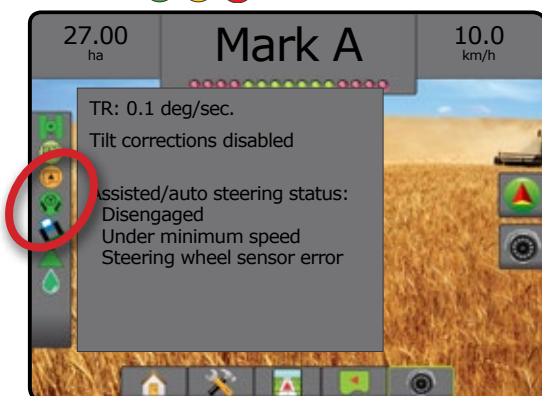 27.00
ha
Mark A
10.0
km/h
TR: 0.1 deg/sec.
Tilt corrections disabled
Assisted/auto steering status:
Disengaged
Under minimum speed
Steering wheel sensor error